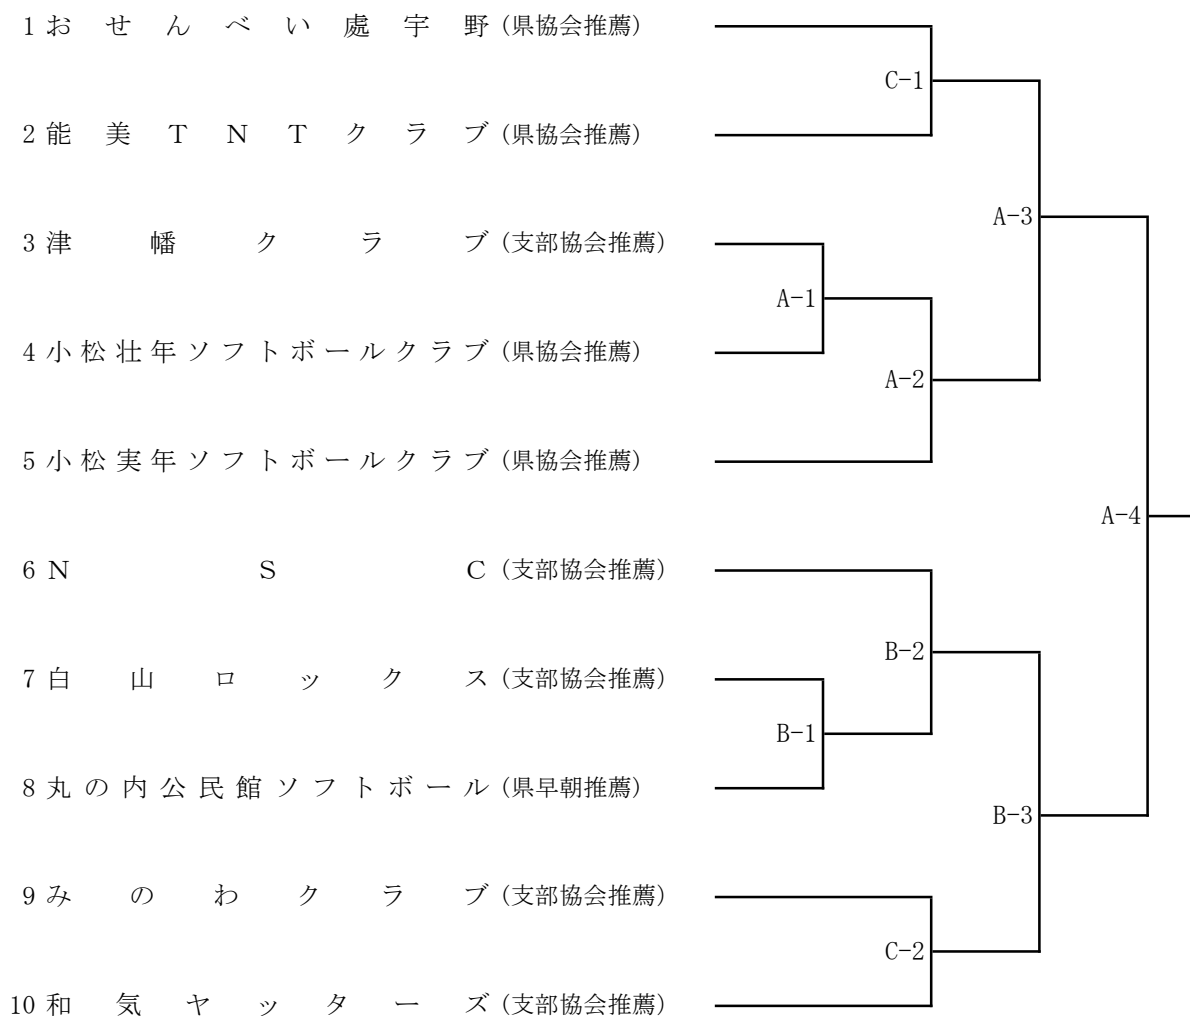 1 おせんべい處宇野 (県協会推薦)
C-1
2 能美TNTクラブ (県協会推薦)
A-3
3 津幡クラブ (支部協会推薦)
A-1
4 小松壮年ソフトボールクラブ (県協会推薦)
A-2
5 小松実年ソフトボールクラブ (県協会推薦)
A-4
6 NSC (支部協会推薦)
B-2
7 白山ロックス (支部協会推薦)
B-1
8 丸の内公民館ソフトボール (県早朝推薦)
B-3
9 みのわクラブ (支部協会推薦)
C-2
10 和気ヤッターズ (支部協会推薦)